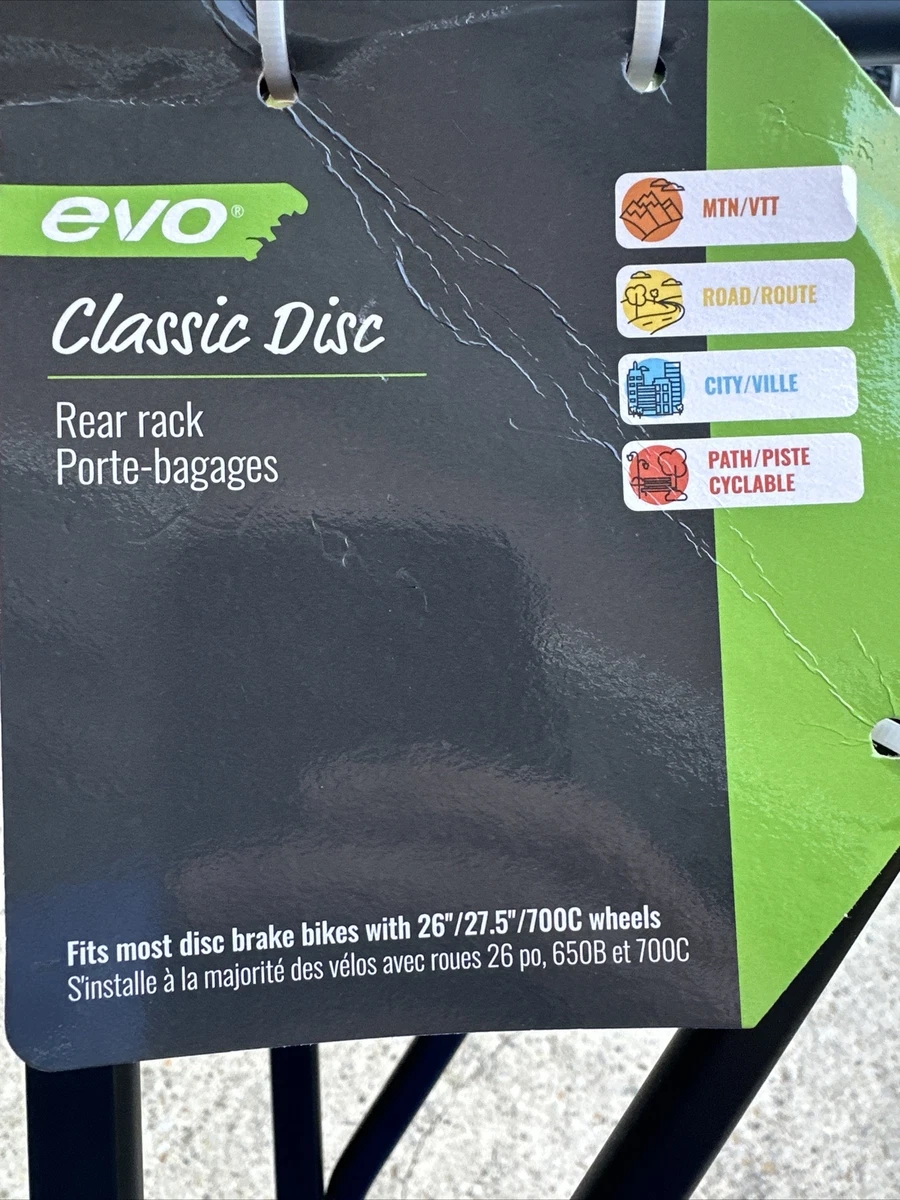 evo®
Classic Disc
Rear rack
Porte-bagages
MTN/VTT
ROAD/ROUTE
CITY/VILLE
PATH/PISTE
CYCLABLE
Fits most disc brake bikes with 26"/27.5"/700C wheels
S'installe à la majorité des vélos avec roues 26 po, 650B et 700C